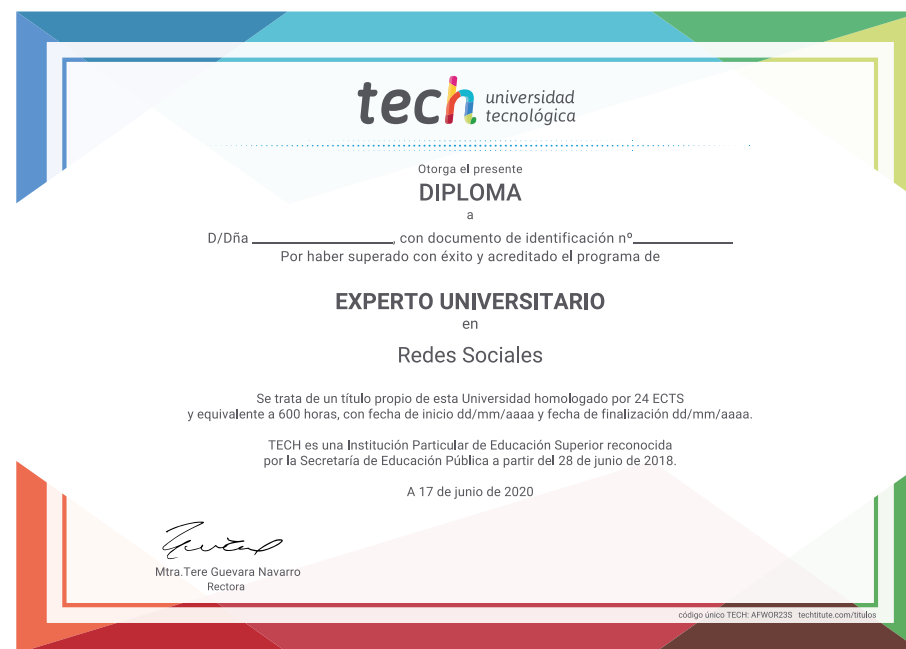 tech universidad
tecnológica
Otorga el presente
DIPLOMA
a
D/Dña ____________________, con documento de identificación nº______________
Por haber superado con éxito y acreditado el programa de
EXPERTO UNIVERSITARIO
en
Redes Sociales
Se trata de un título propio de esta Universidad homologado por 24 ECTS
y equivalente a 600 horas, con fecha de inicio dd/mm/aaaa y fecha de finalización dd/mm/aaaa.
TECH es una Institución Particular de Educación Superior reconocida
por la Secretaría de Educación Pública a partir del 28 de junio de 2018.
A 17 de junio de 2020
Mtra.Tere Guevara Navarro
Rectora
código único TECH: AFWOR23S techtitute.com/titulos